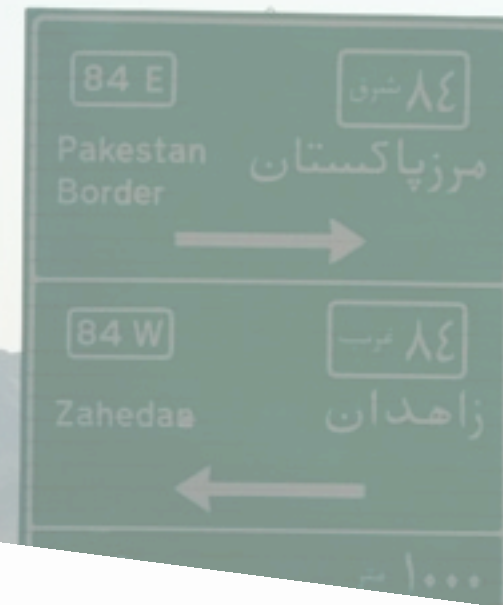 84 E
۸٤ شرق
Pakestan
Border
مرزپاکستان
84 W
۸٤ غرب
Zahedan
زاهدان
۱۰۰۰